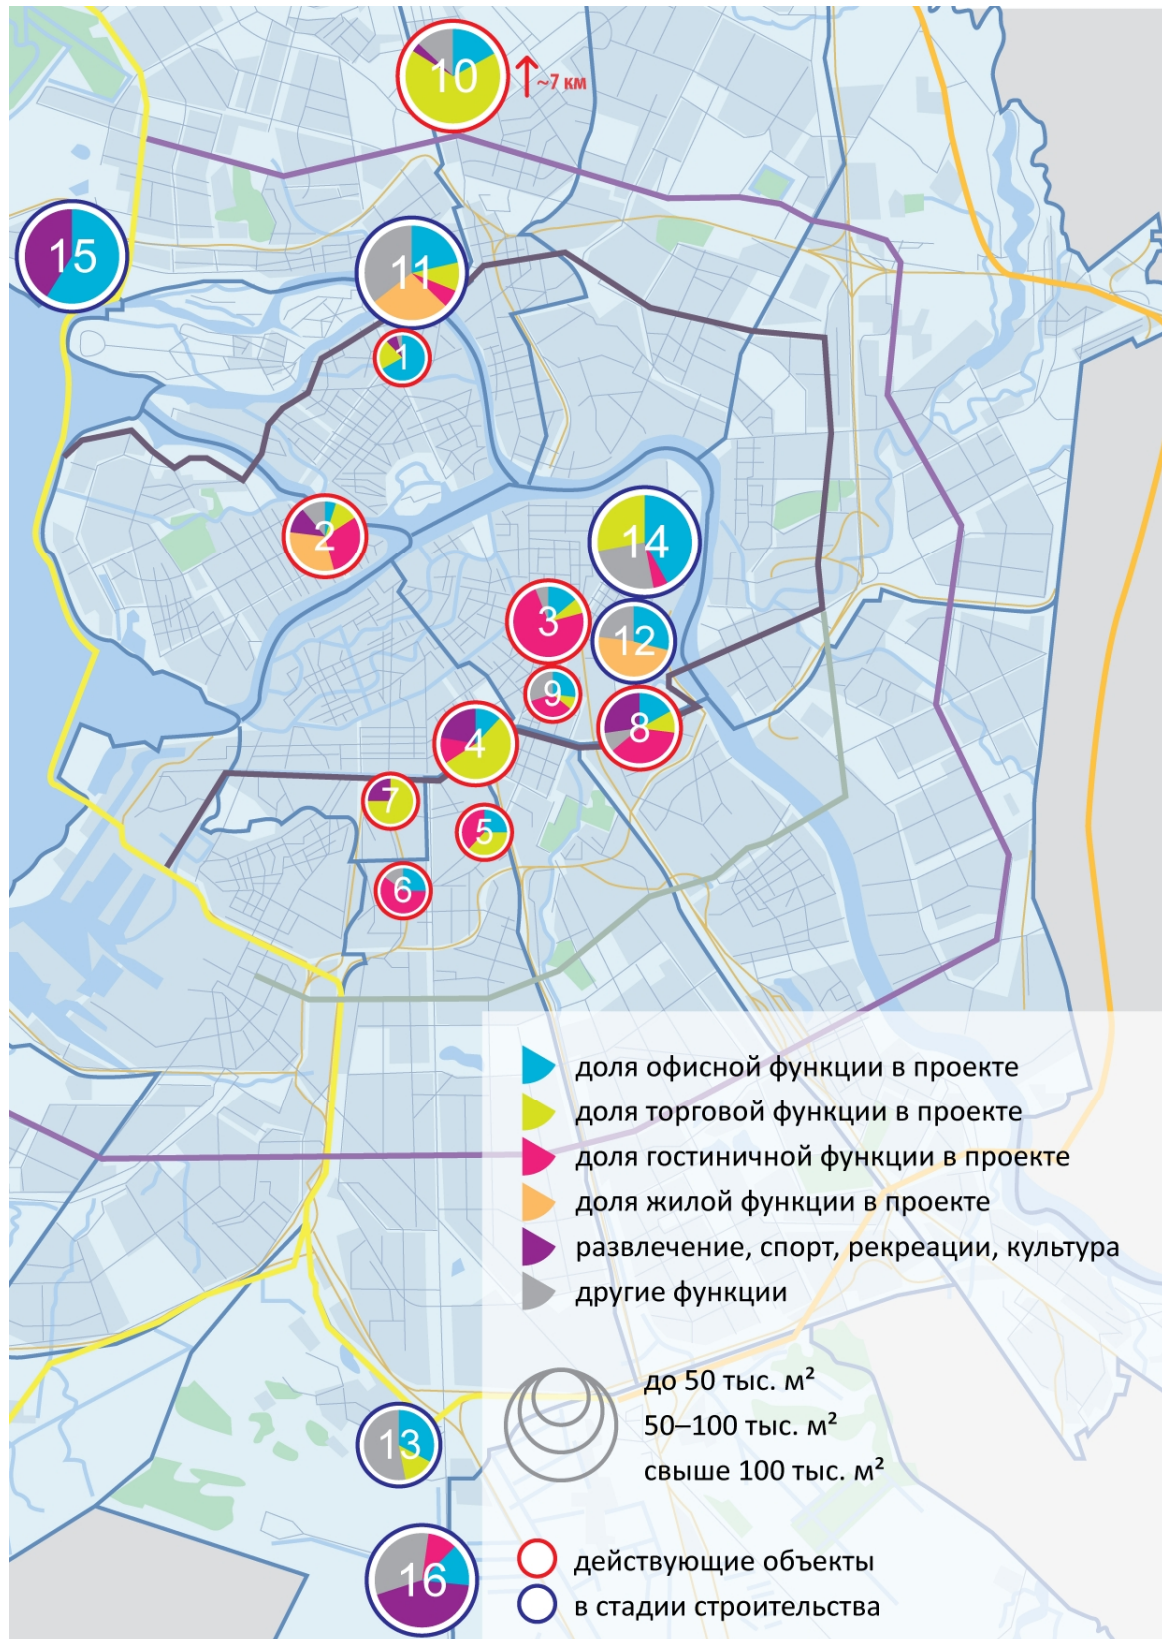 10
~7 км
15
11
1
2
14
3
12
9
8
4
7
5
6
доля офисной функции в проекте
доля торговой функции в проекте
доля гостиничной функции в проекте
доля жилой функции в проекте
развлечение, спорт, рекреации, культура
другие функции
до 50 тыс. м²
50–100 тыс. м²
свыше 100 тыс. м²
13
16
действующие объекты
в стадии строительства